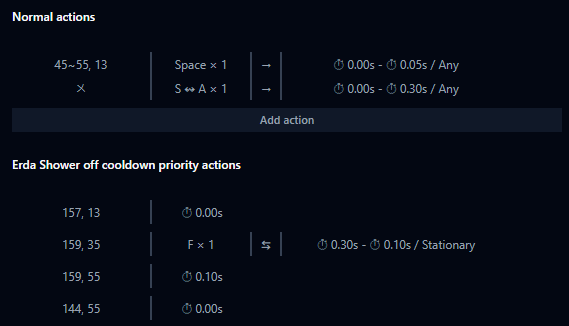 Normal actions
45~55, 13 Space × 1 → ⏱ 0.00s - ⏱ 0.05s / Any
ㄨ S ↭ A × 1 → ⏱ 0.00s - ⏱ 0.30s / Any
Add action
Erda Shower off cooldown priority actions
157, 13 ⏱ 0.00s
159, 35 F × 1 ⇆ ⏱ 0.30s - ⏱ 0.10s / Stationary
159, 55 ⏱ 0.10s
144, 55 ⏱ 0.00s